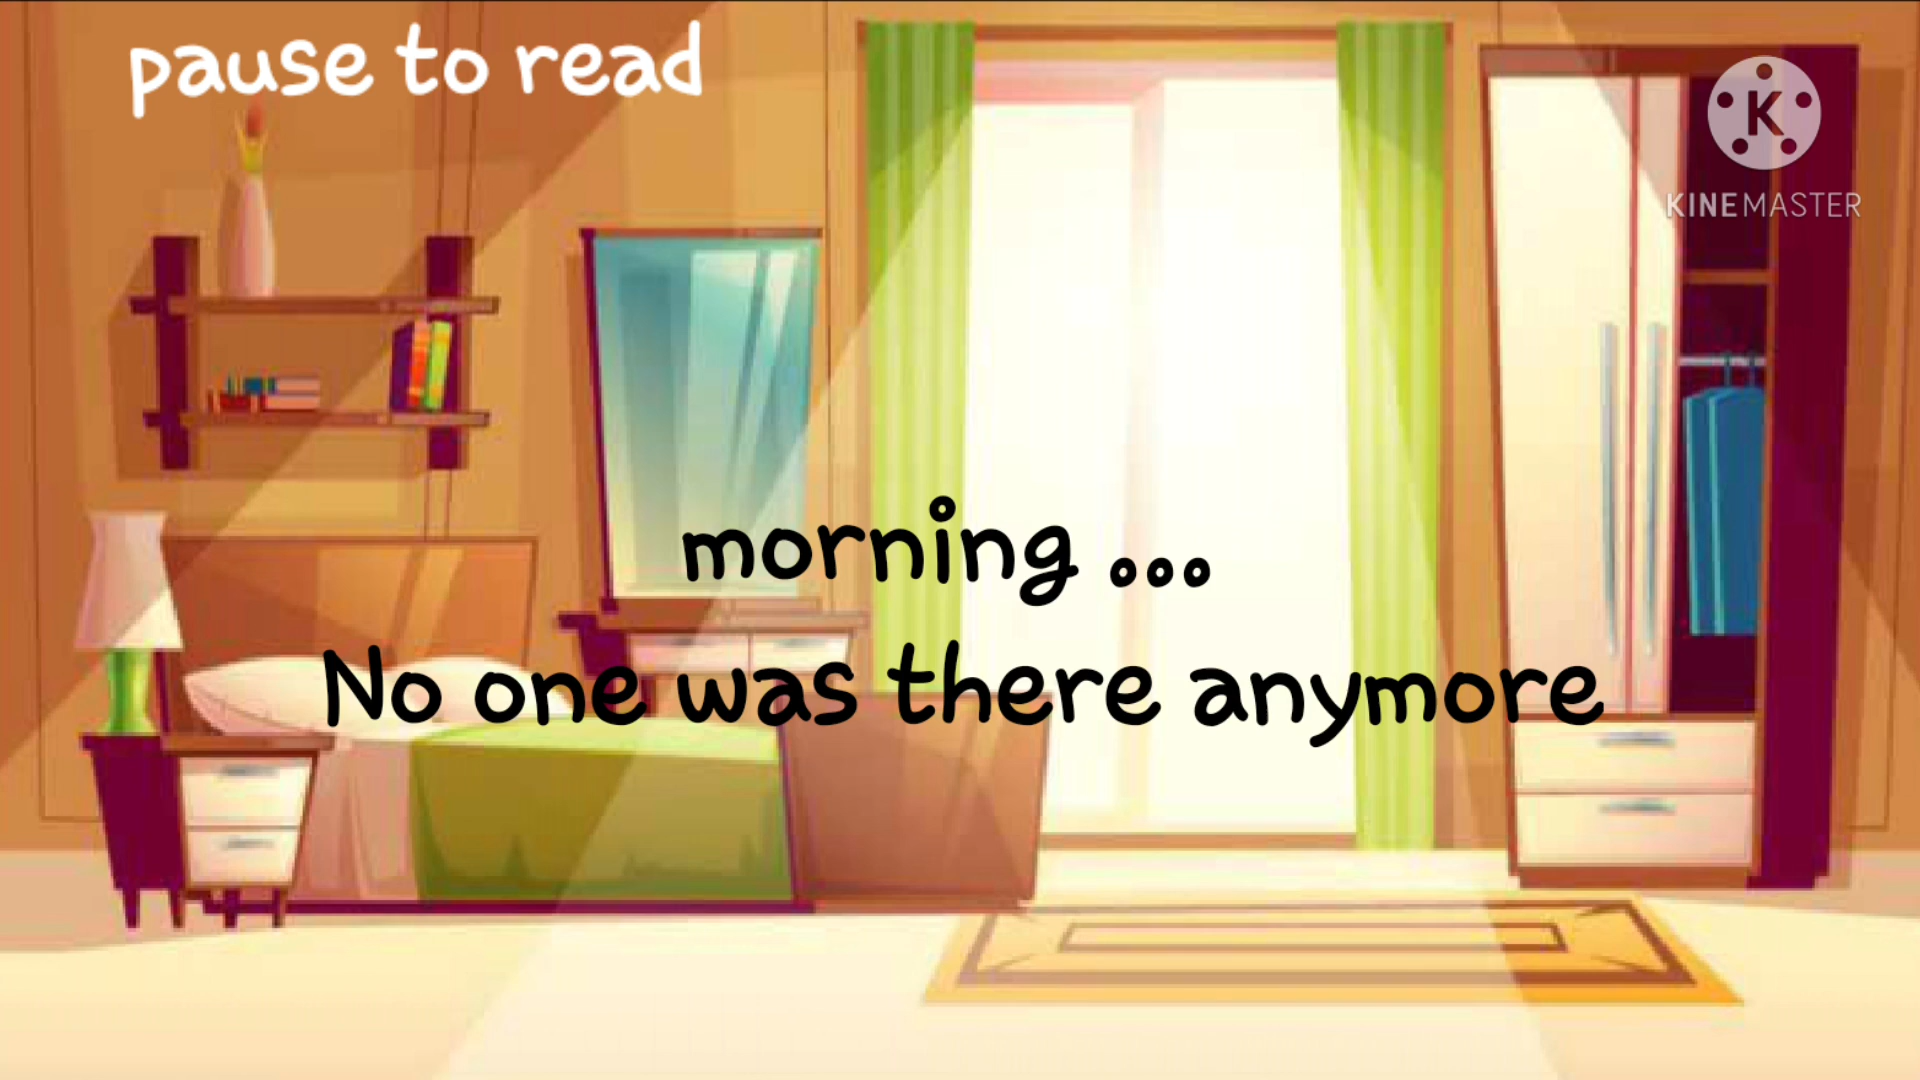 pause to read
K
KINEMASTER
morning ...
No one was there anymore